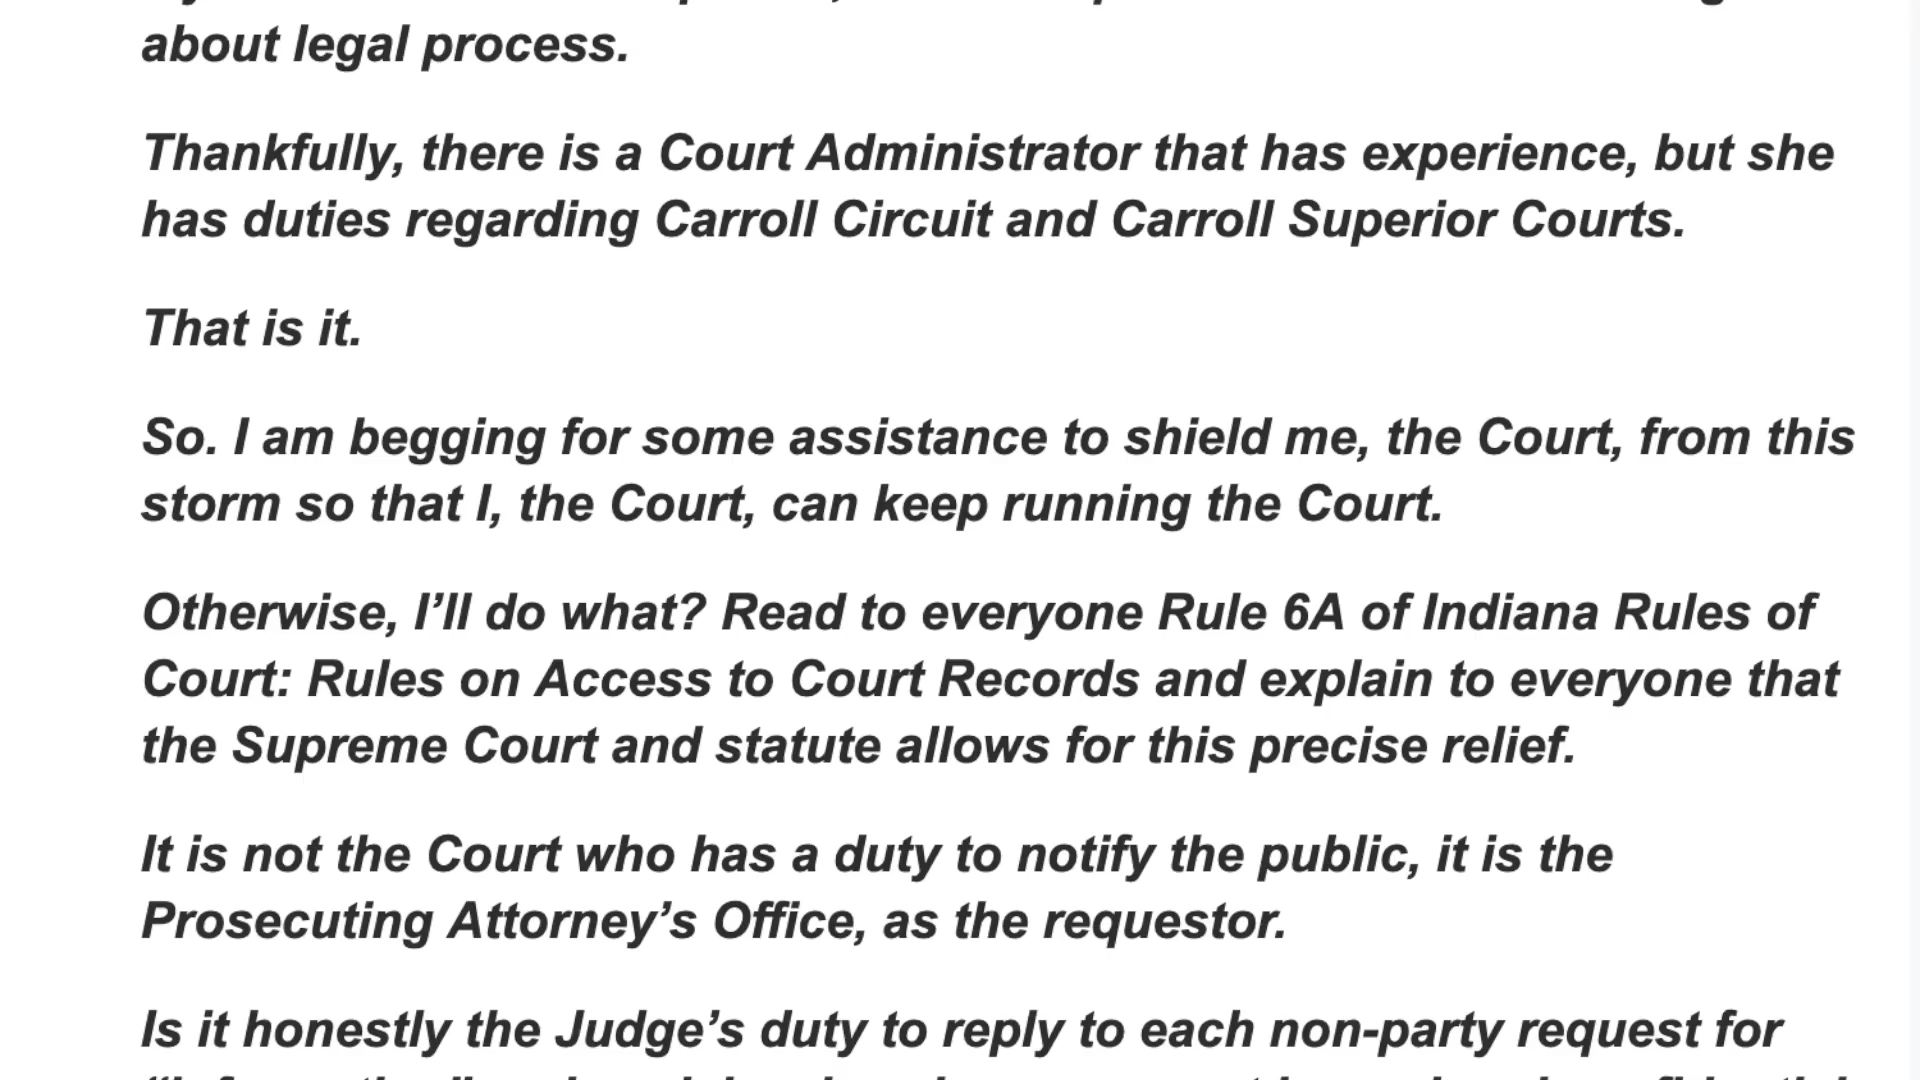 about legal process.
Thankfully, there is a Court Administrator that has experience, but she
has duties regarding Carroll Circuit and Carroll Superior Courts.
That is it.
So. I am begging for some assistance to shield me, the Court, from this
storm so that I, the Court, can keep running the Court.
Otherwise, I’ll do what? Read to everyone Rule 6A of Indiana Rules of
Court: Rules on Access to Court Records and explain to everyone that
the Supreme Court and statute allows for this precise relief.
It is not the Court who has a duty to notify the public, it is the
Prosecuting Attorney’s Office, as the requestor.
Is it honestly the Judge’s duty to reply to each non-party request for